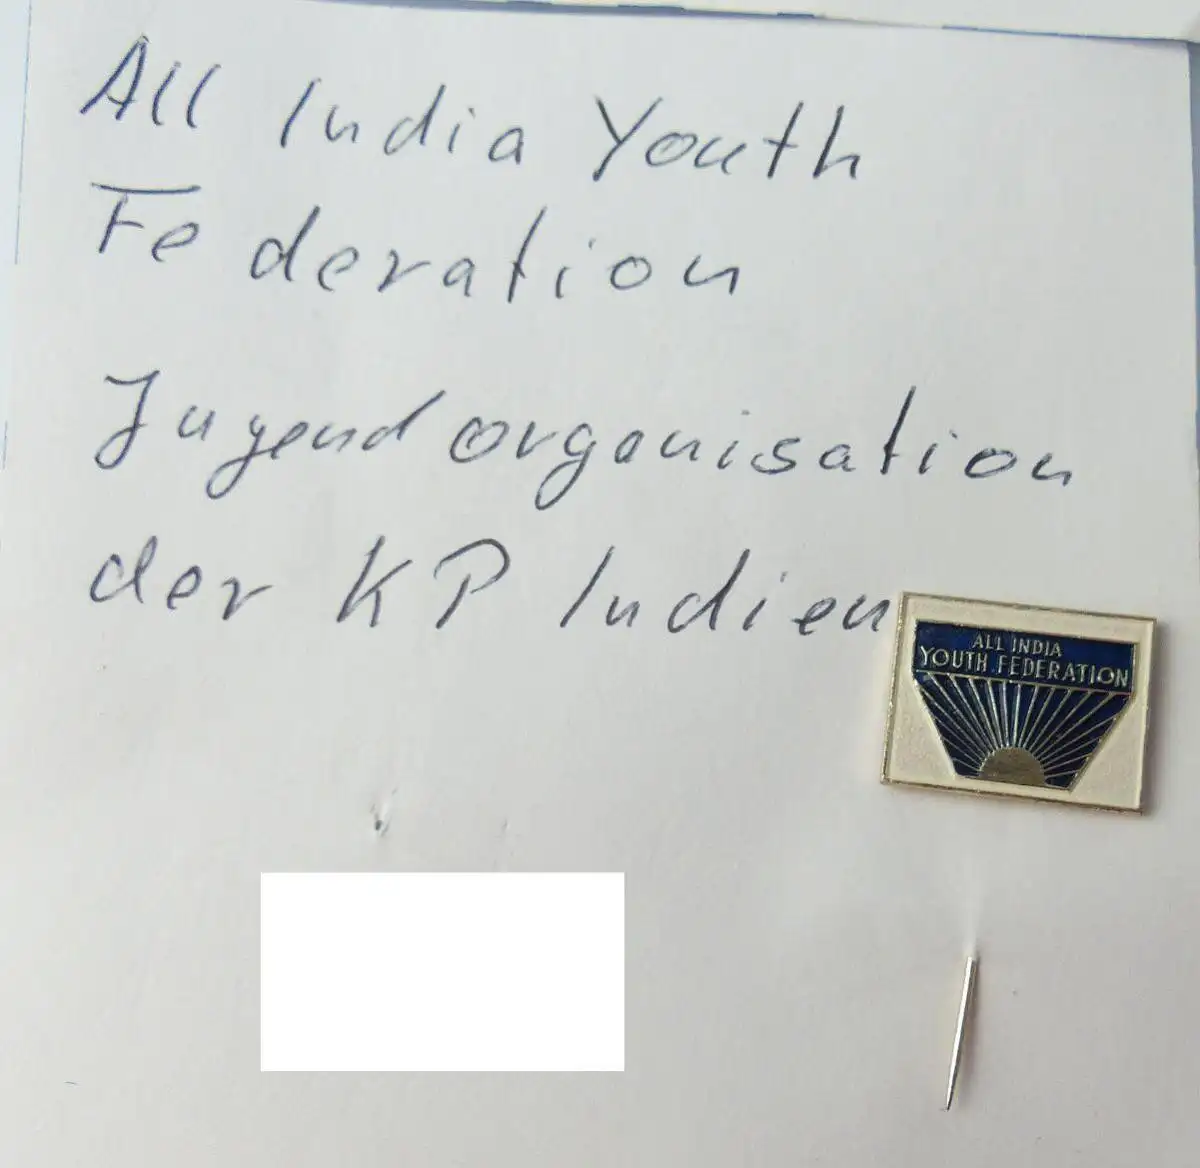 All India Youth
Federation
Jugendorganisation
der KP Indien
ALL INDIA
YOUTH FEDERATION